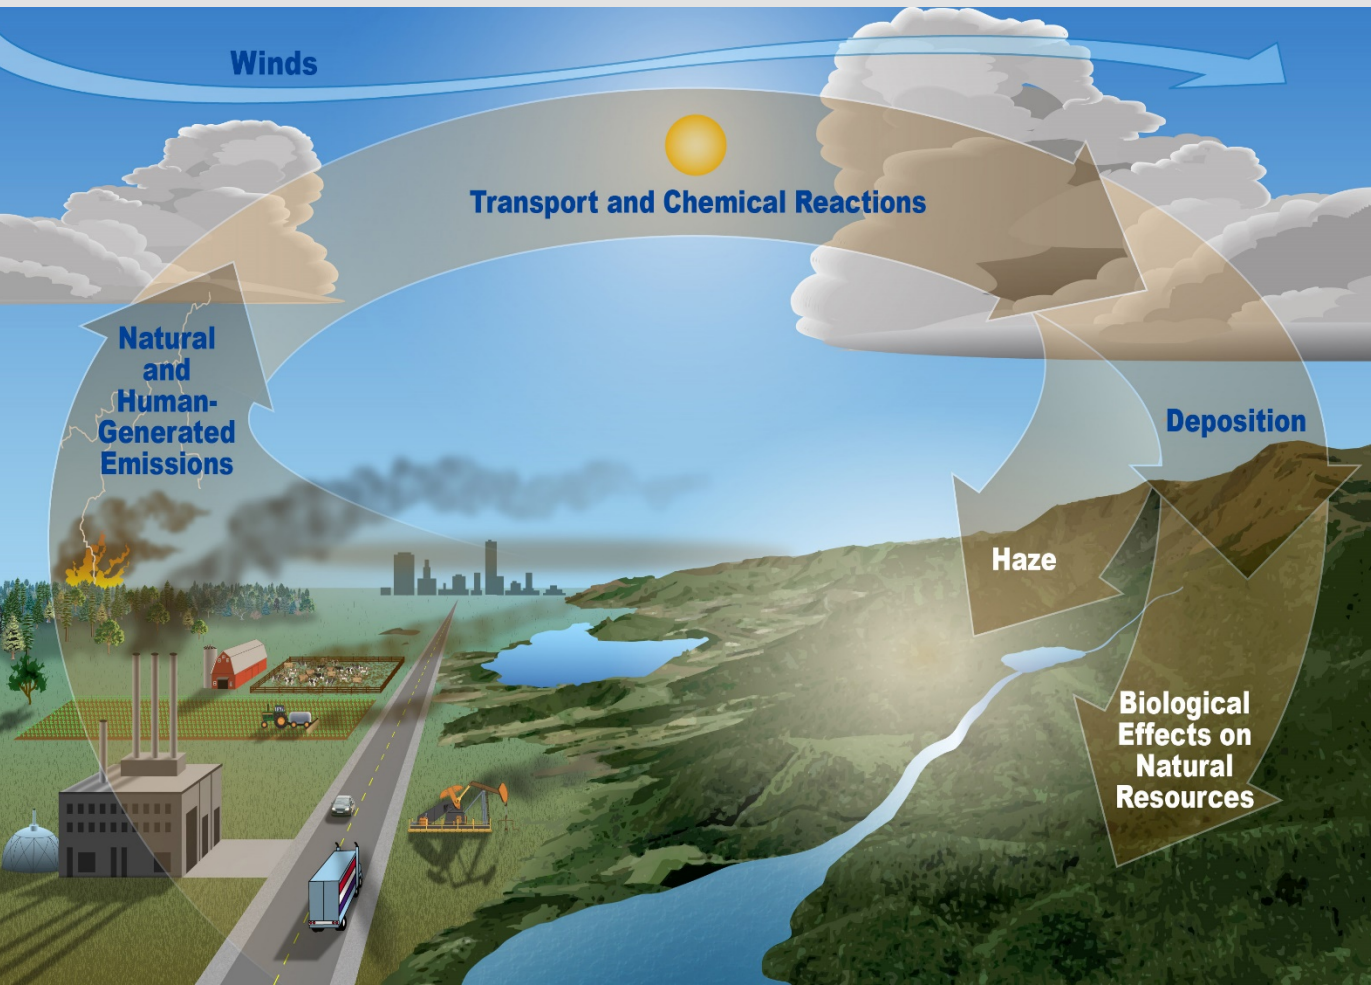 Winds
Transport and Chemical Reactions
Natural
and
Human-
Generated
Emissions
Deposition
Haze
Biological
Effects on
Natural
Resources